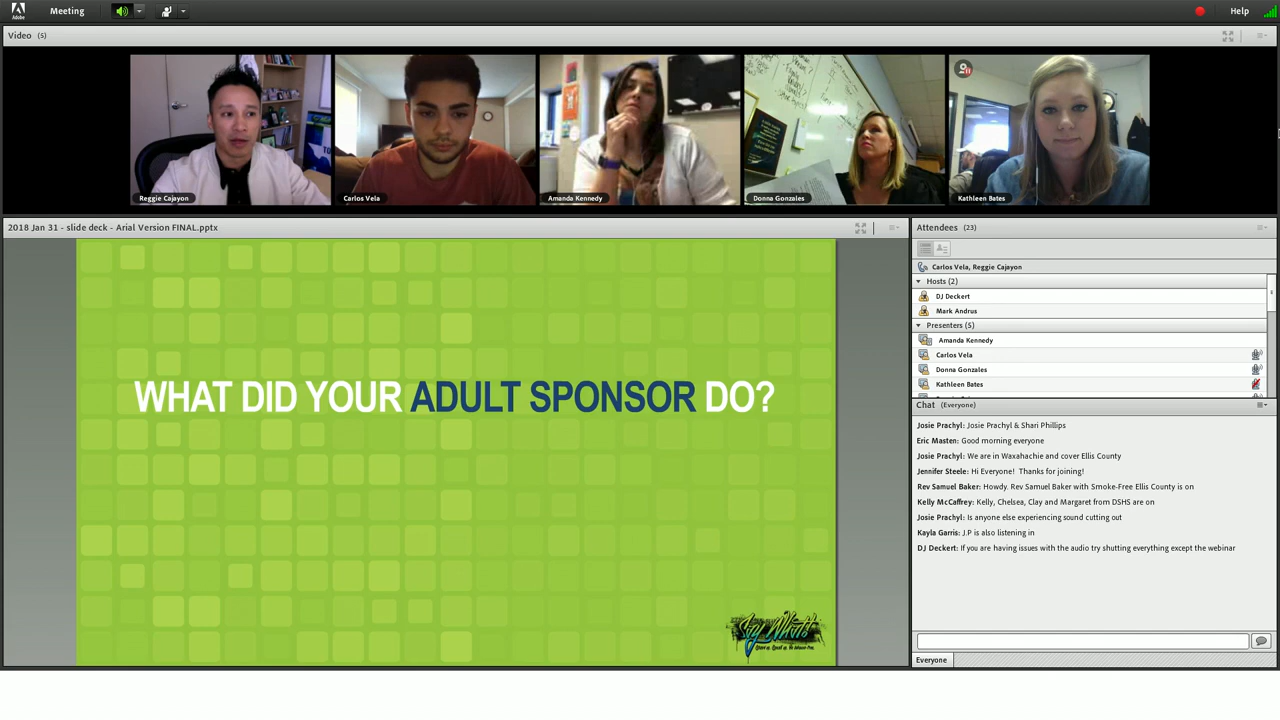 Adobe
Meeting
Help
Video (5)
Reggie Cajayon
Carlos Vela
Amanda Kennedy
Donna Gonzales
Kathleen Bates
2018 Jan 31 - slide deck - Arial Version FINAL.pptx
WHAT DID YOUR ADULT SPONSOR DO?
Say What!
Attendees (23)
Carlos Vela, Reggie Cajayon
Hosts (2)
DJ Deckert
Mark Andrus
Presenters (5)
Amanda Kennedy
Carlos Vela
Donna Gonzales
Kathleen Bates
Chat (Everyone)
Josie Prachyl: Josie Prachyl & Shari Phillips
Eric Masten: Good morning everyone
Josie Prachyl: We are in Waxahachie and cover Ellis County
Jennifer Steele: Hi Everyone! Thanks for joining!
Rev Samuel Baker: Howdy. Rev Samuel Baker with Smoke-Free Ellis County is on
Kelly McCaffrey: Kelly, Chelsea, Clay and Margaret from DSHS are on
Josie Prachyl: Is anyone else experiencing sound cutting out
Kayla Garris: J.P is also listening in
DJ Deckert: If you are having issues with the audio try shutting everything except the webinar
Everyone